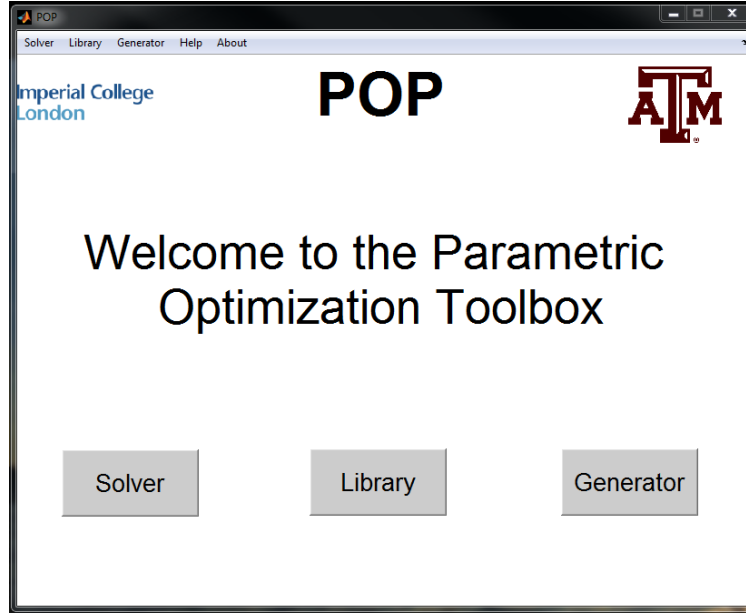 POP
Solver Library Generator Help About
Imperial College
London
POP
ATM
®
Welcome to the Parametric
Optimization Toolbox
Solver
Library
Generator